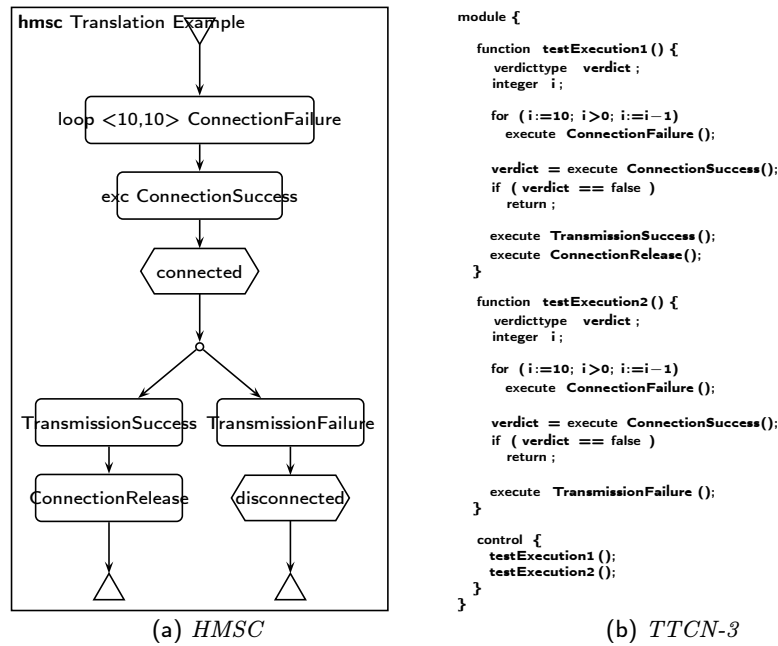 hmsc Translation Example
loop <10,10> ConnectionFailure
exc ConnectionSuccess
connected
TransmissionSuccess
TransmissionFailure
ConnectionRelease
disconnected
(a) HMSC
module {
function testExecution1() {
verdicttype verdict ;
integer i ;
for (i:=10; i>0; i:=i−1)
execute ConnectionFailure();
verdict = execute ConnectionSuccess();
if ( verdict == false )
return ;
execute TransmissionSuccess();
execute ConnectionRelease();
}
function testExecution2() {
verdicttype verdict ;
integer i ;
for (i:=10; i>0; i:=i−1)
execute ConnectionFailure();
verdict = execute ConnectionSuccess();
if ( verdict == false )
return ;
execute TransmissionFailure ();
}
control {
testExecution1 ();
testExecution2 ();
}
}
(b) TTCN-3